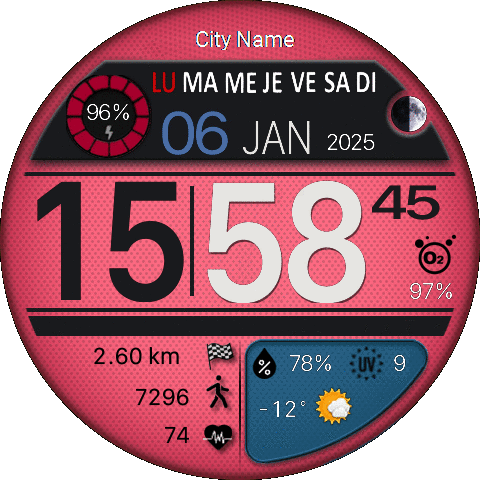 City Name
LU MA ME JE VE SA DI
96%
06 JAN 2025
15 58 45
O2
97%
2.60 km
7296
74
% 78% UV 9
-12°